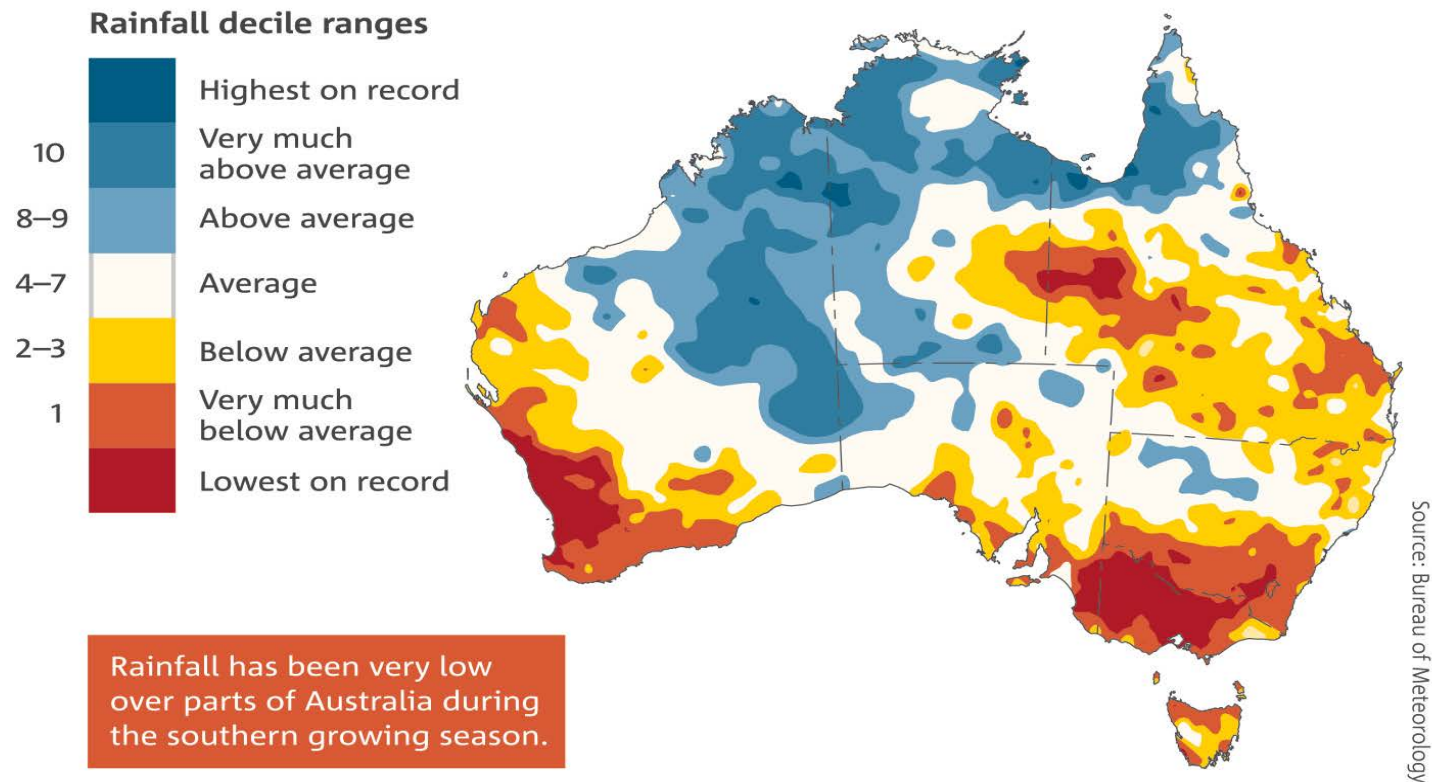 Rainfall decile ranges
Highest on record
10
Very much
above average
8–9
Above average
4–7
Average
2–3
Below average
1
Very much
below average
Lowest on record
Rainfall has been very low
over parts of Australia during
the southern growing season.
Source: Bureau of Meteorology